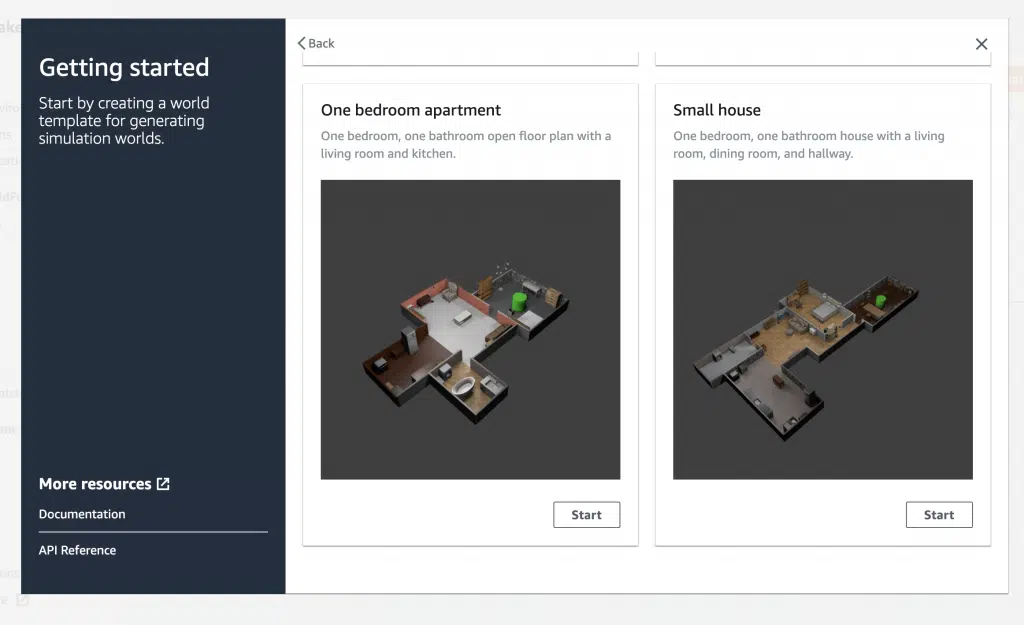 Getting started
Start by creating a world
template for generating
simulation worlds.
More resources
Documentation
API Reference
Back
One bedroom apartment
One bedroom, one bathroom open floor plan with a
living room and kitchen.
Start
Small house
One bedroom, one bathroom house with a living
room, dining room, and hallway.
Start